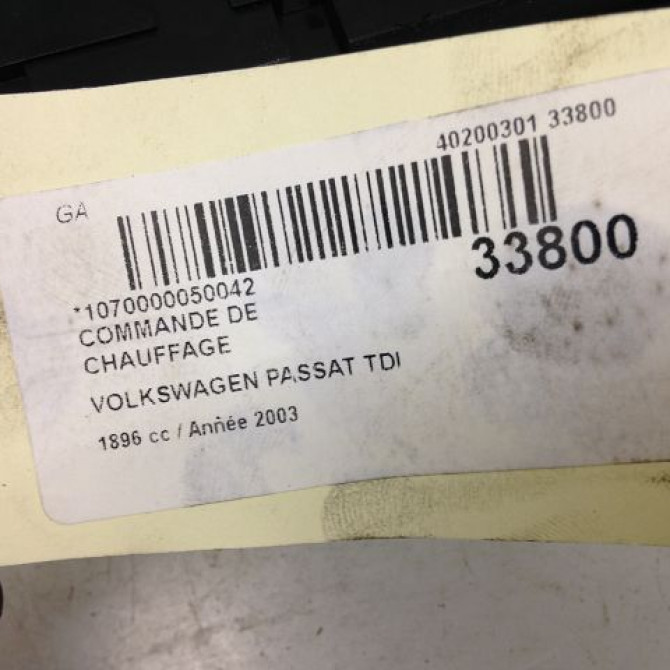 40200301 33800
GA
33800
*1070000050042
COMMANDE DE
CHAUFFAGE
VOLKSWAGEN PASSAT TDI
1896 cc / Année 2003